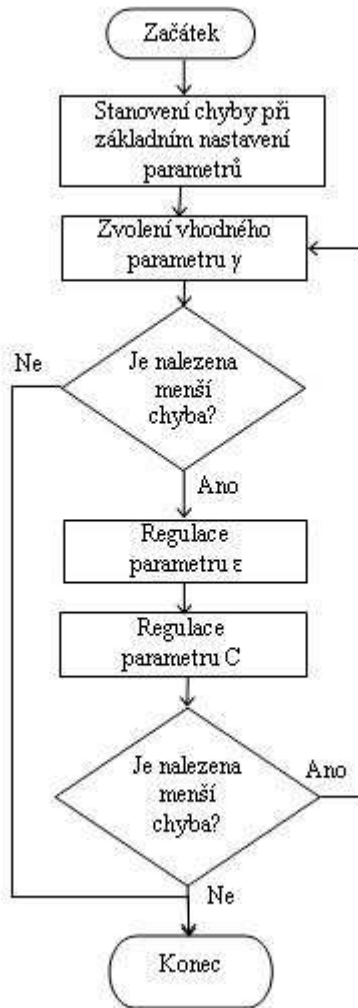 Začátek
Stanovení chyby při
základním nastavení
parametrů
Zvolení vhodného
parametru γ
Ne
Je nalezena
menší
chyba?
Ano
Regulace
parametru ε
Regulace
parametru C
Je nalezena
menší
chyba?
Ano
Ne
Konec